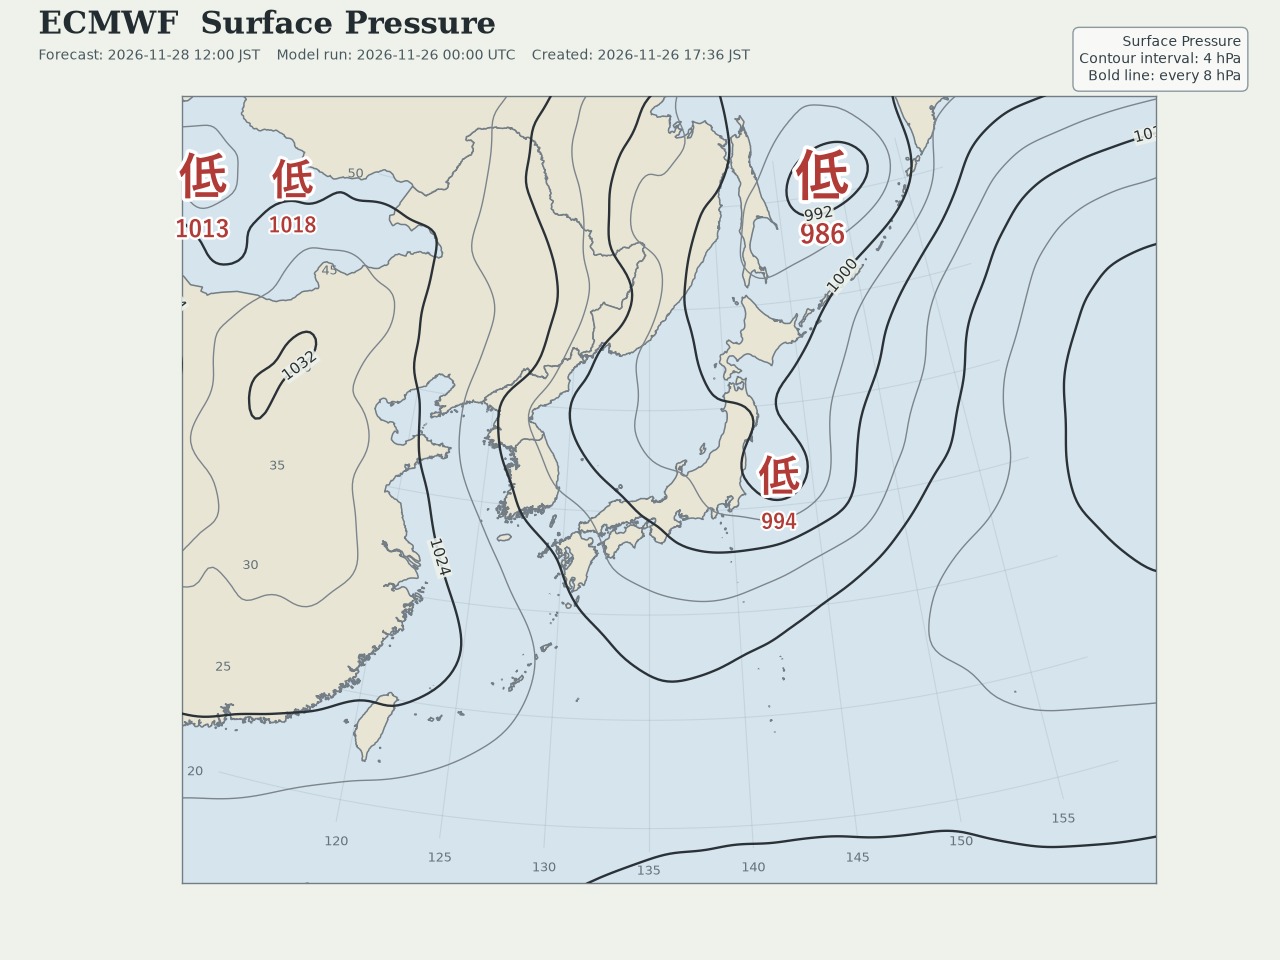 ECMWF  Surface Pressure
Forecast: 2026-11-28 12:00 JST    Model run: 2026-11-26 00:00 UTC    Created: 2026-11-26 17:36 JST
Surface Pressure
Contour interval: 4 hPa
Bold line: every 8 hPa
50
低
1013
低
1018
低
992
986
1000
45
1032
35
低
994
1024
30
25
20
120
125
130
135
140
145
150
155